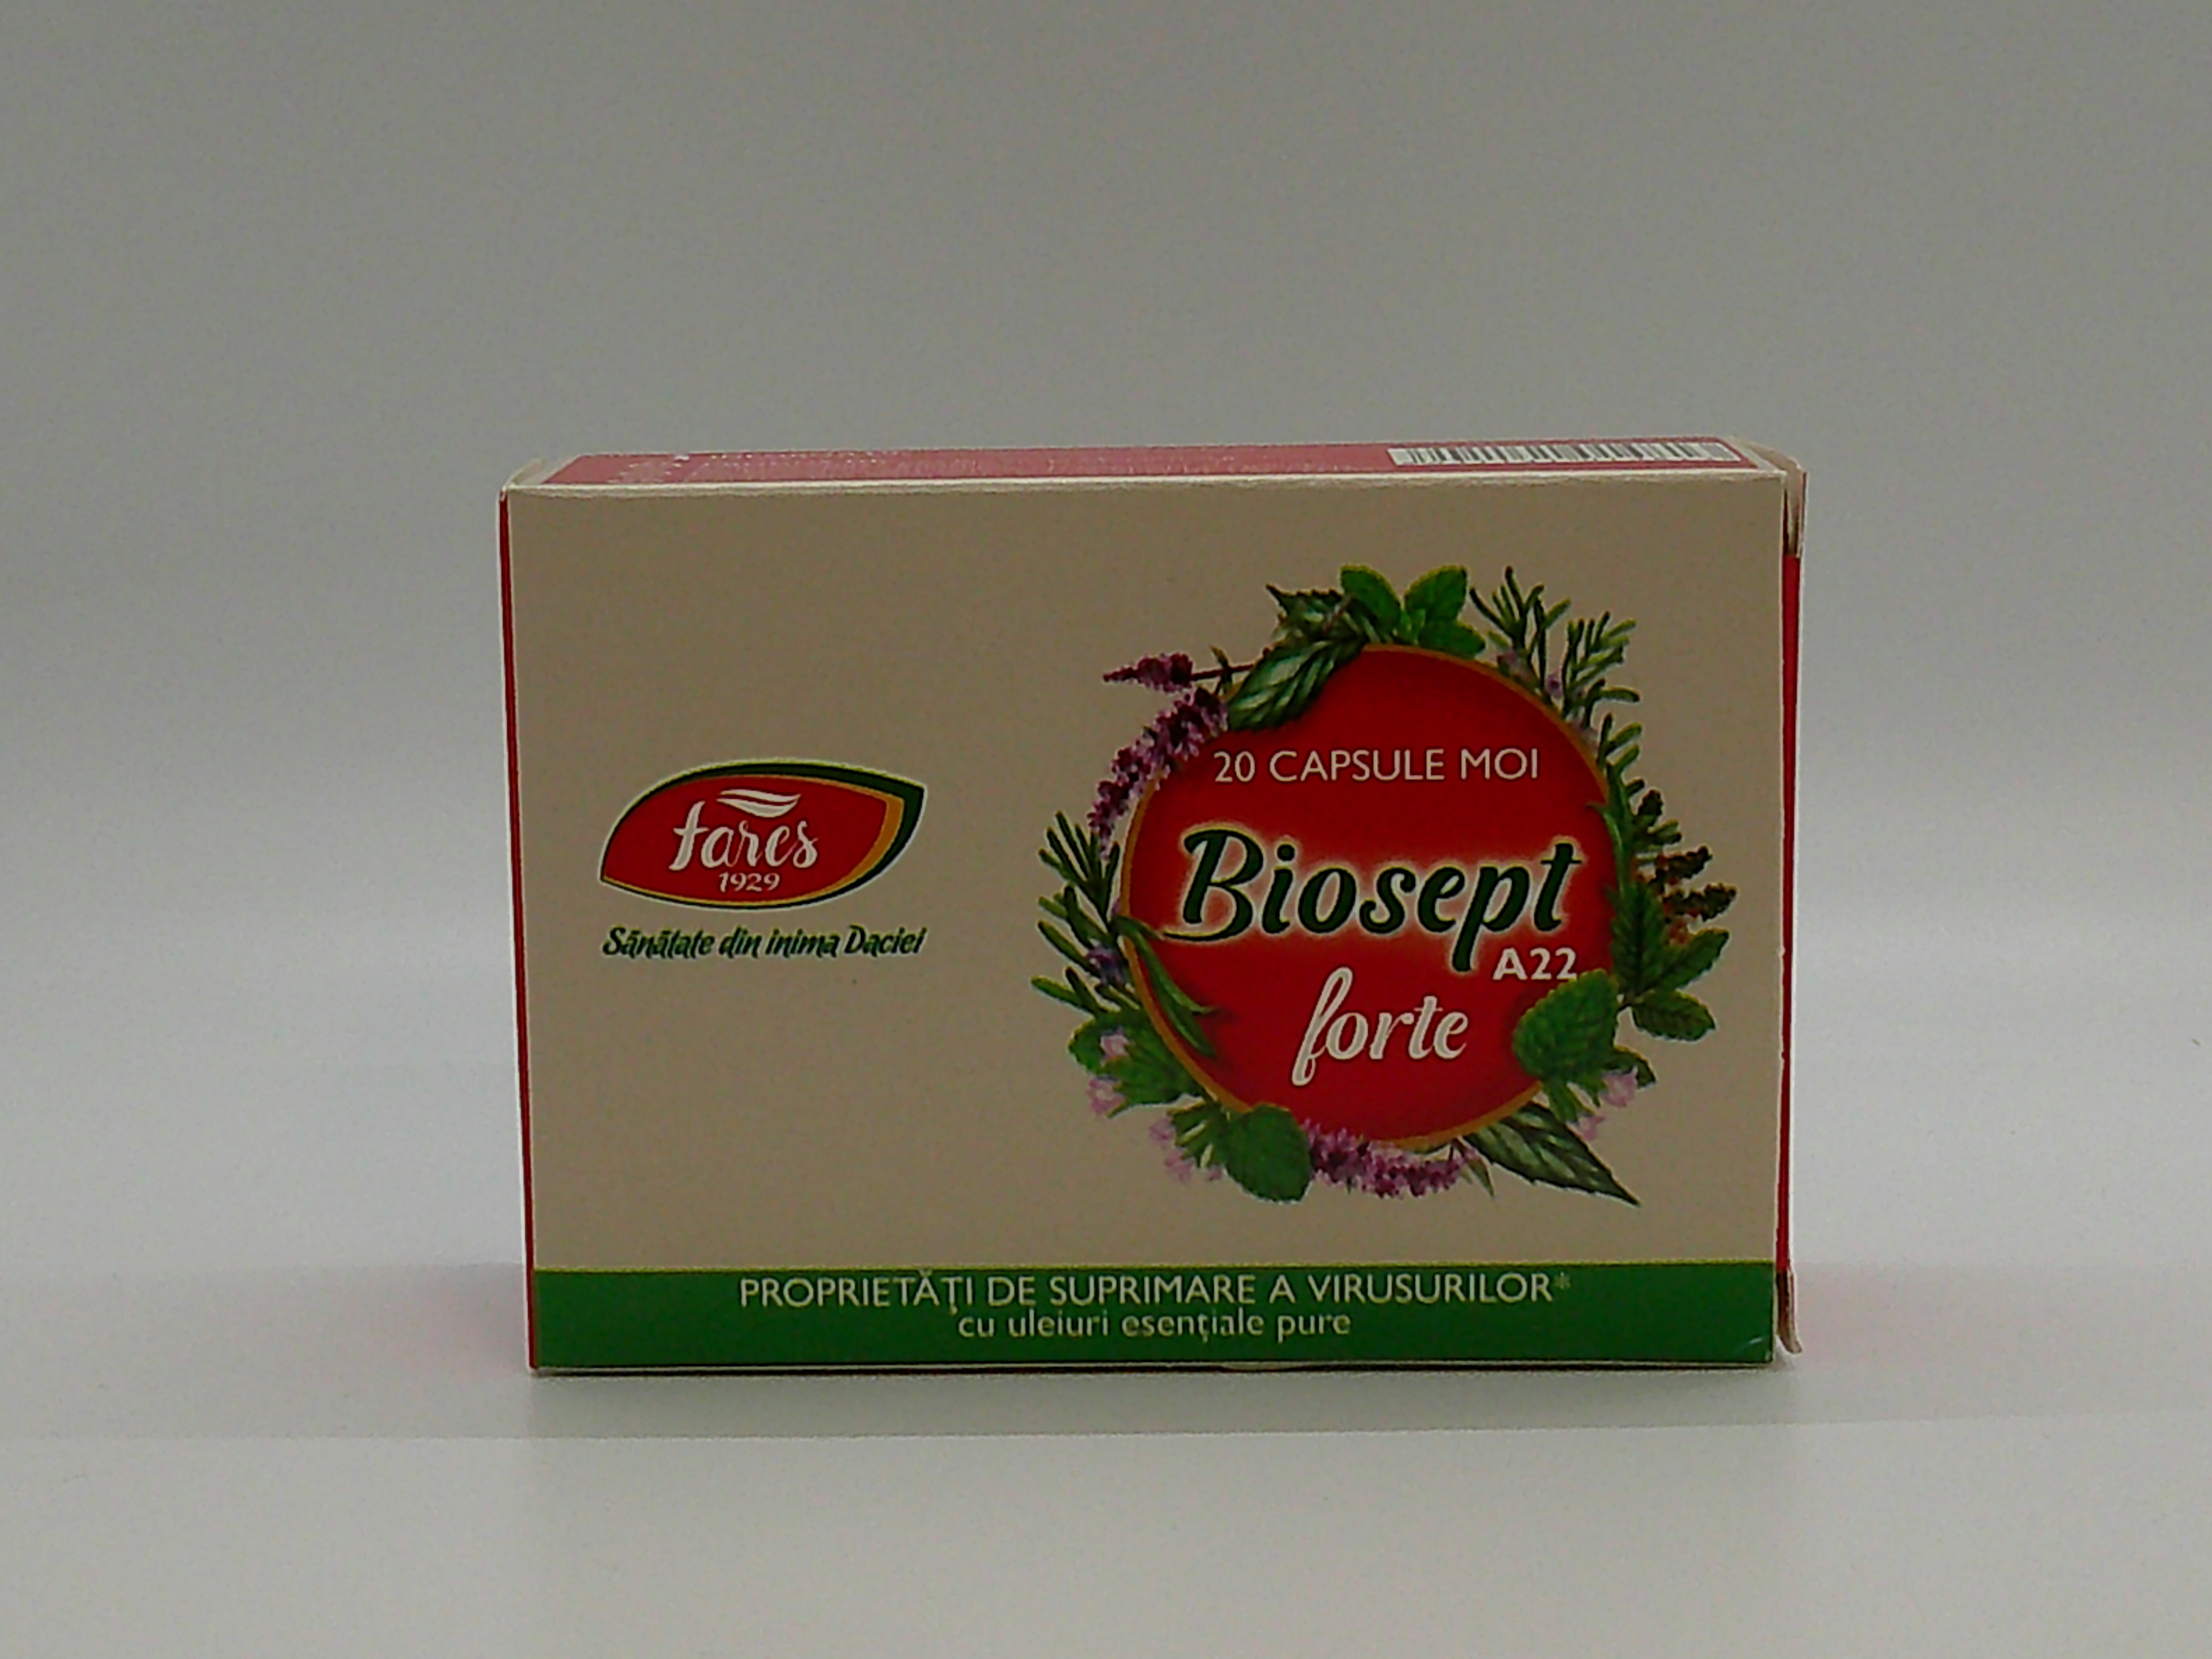 fares
1929
Sănătate din inima Daciei
20 CAPSULE MOI
Biosept
A22
forte
PROPRIETĂŢI DE SUPRIMARE A VIRUSURILOR*
cu uleiuri esenţiale pure